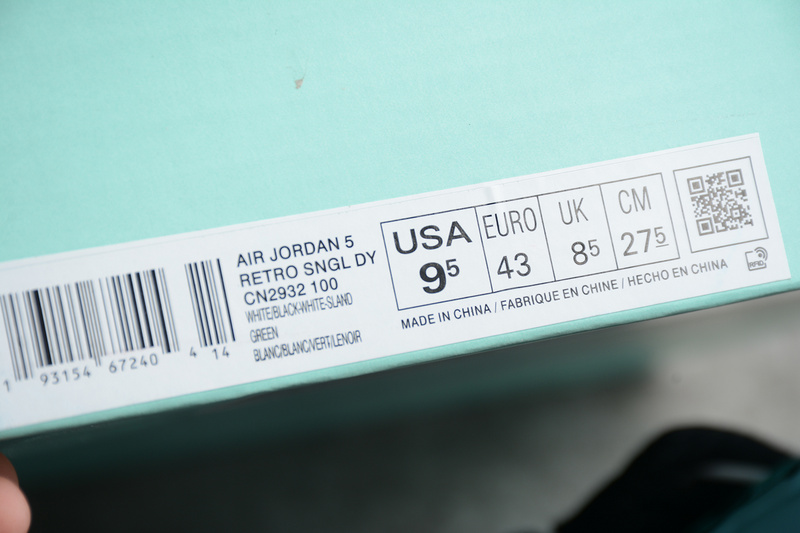 AIR JORDAN 5
RETRO SNGL DY
CN2932 100
WHITE/BLACK-WHITE-SLAND
GREEN
BLANC/BLANC/VERT/LENOIR
1 93154 67240 4 14
USA EURO UK CM
9⁵ 43 8⁵ 27⁵
MADE IN CHINA / FABRIQUE EN CHINE / HECHO EN CHINA
RFID